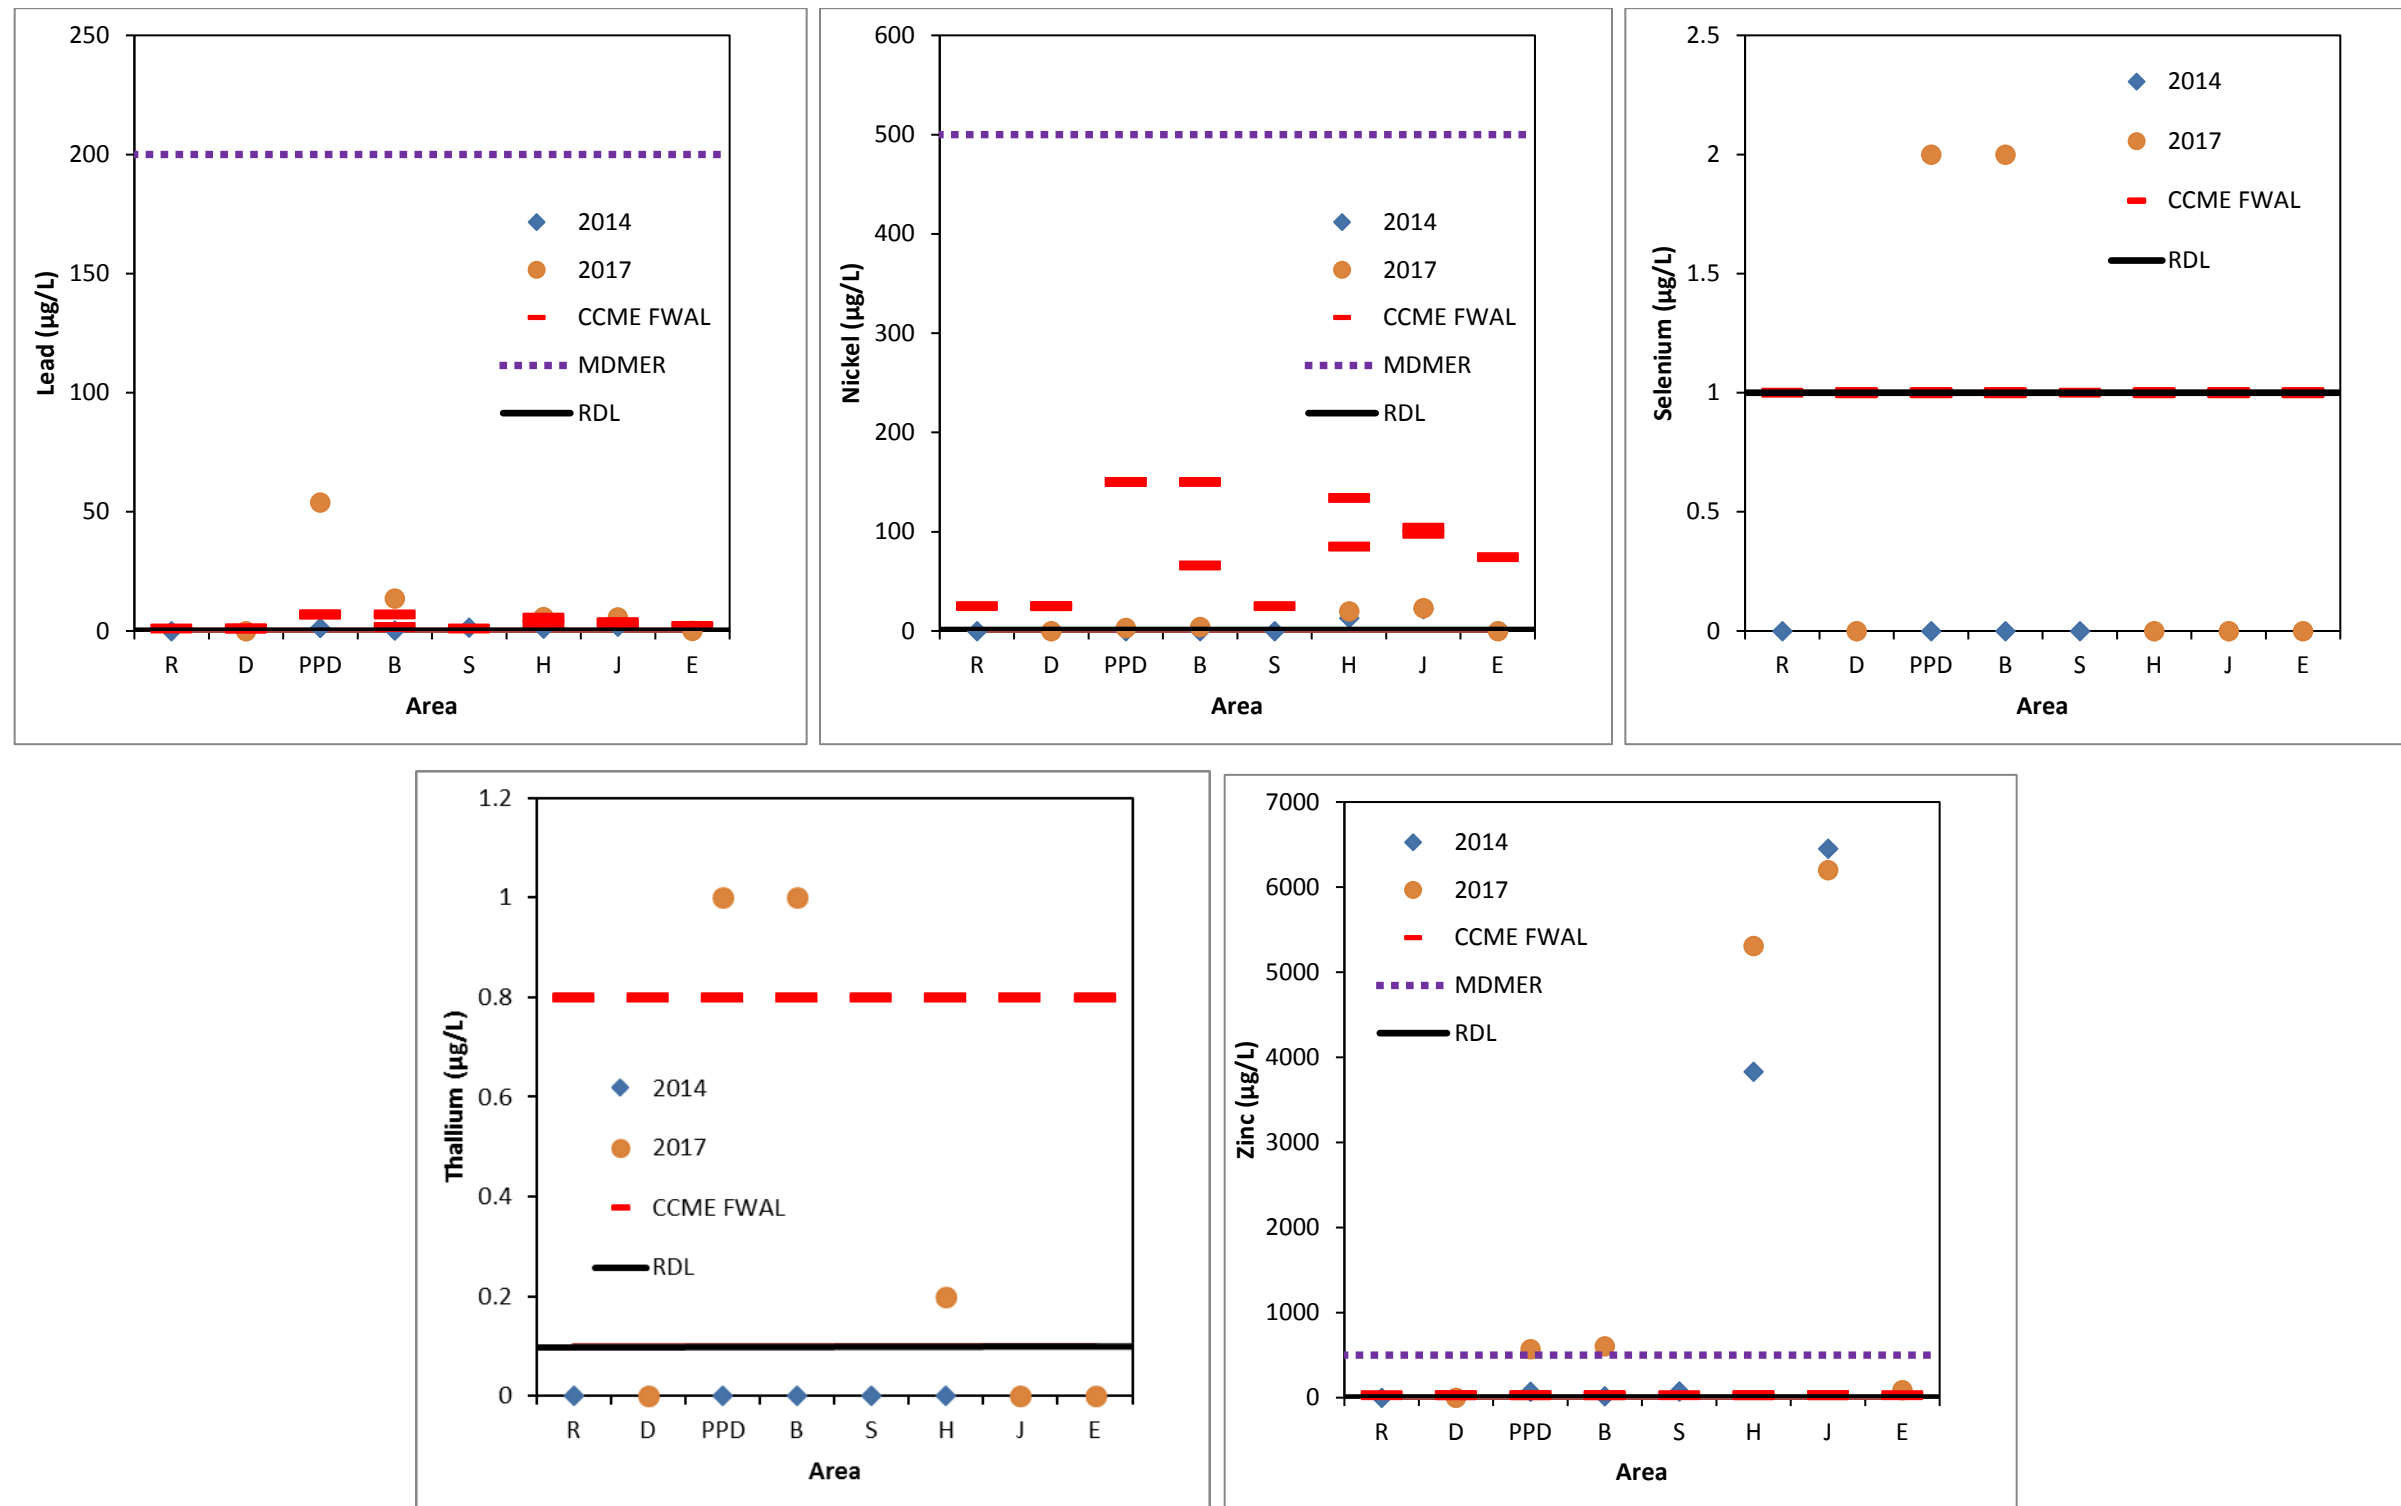 250
200
150
100
50
0
Lead (µg/L)
2014
2017
CCME FWAL
MDMER
RDL
R D PPD B S H J E
Area
600
500
400
300
200
100
0
Nickel (µg/L)
2014
2017
CCME FWAL
MDMER
RDL
R D PPD B S H J E
Area
2.5
2
1.5
1
0.5
0
Selenium (µg/L)
2014
2017
CCME FWAL
RDL
R D PPD B S H J E
Area
1.2
1
0.8
0.6
0.4
0.2
0
Thallium (µg/L)
2014
2017
CCME FWAL
RDL
R D PPD B S H J E
Area
7000
6000
5000
4000
3000
2000
1000
0
Zinc (µg/L)
2014
2017
CCME FWAL
MDMER
RDL
R D PPD B S H J E
Area